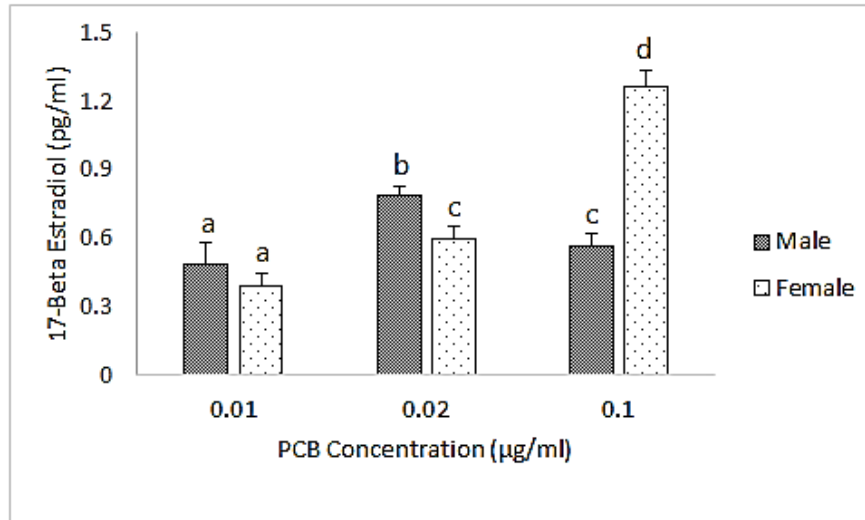 1.5
1.2
0.9
0.6
0.3
0
17-Beta Estradiol (pg/ml)
a
a
b
c
c
d
0.01
0.02
0.1
PCB Concentration (µg/ml)
Male
Female